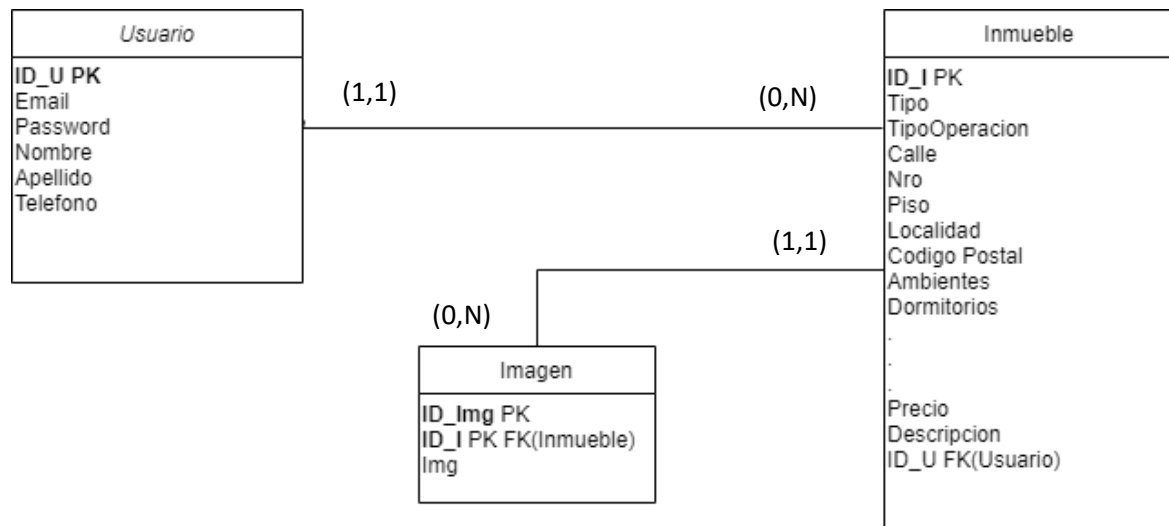 Usuario
ID_U PK
Email
Password
Nombre
Apellido
Telefono
(1,1)
(0,N)
Inmueble
ID_I PK
Tipo
TipoOperacion
Calle
Nro
Piso
Localidad
Codigo Postal
Ambientes
Dormitorios
.
.
.
Precio
Descripcion
ID_U FK(Usuario)
(1,1)
(0,N)
Imagen
ID_Img PK
ID_I PK FK(Inmueble)
Img